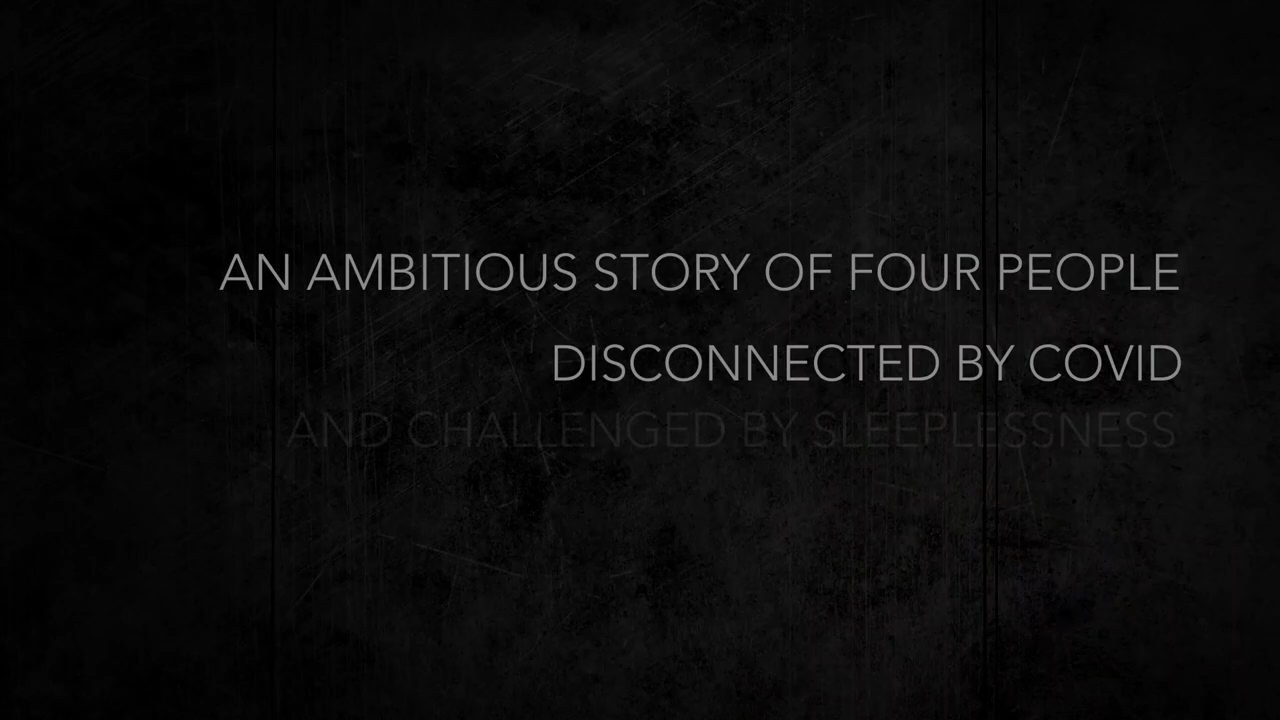 AN AMBITIOUS STORY OF FOUR PEOPLE
DISCONNECTED BY COVID
AND CHALLENGED BY SLEEPLESSNESS